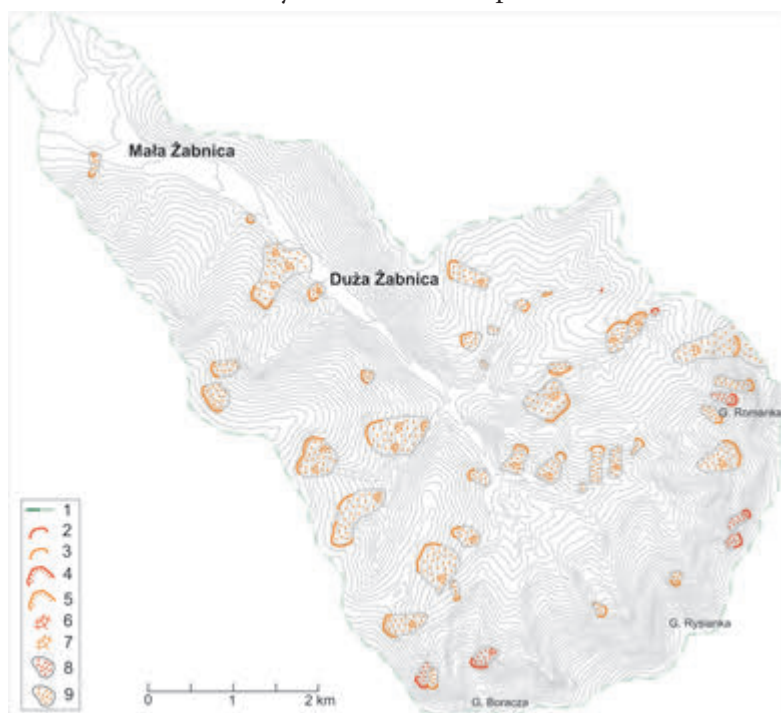 Mała Żabnica
Duża Żabnica
G. Romanka
G. Rysianka
G. Boracza
1
2
3
4
5
6
7
8
9
0 1 2 km